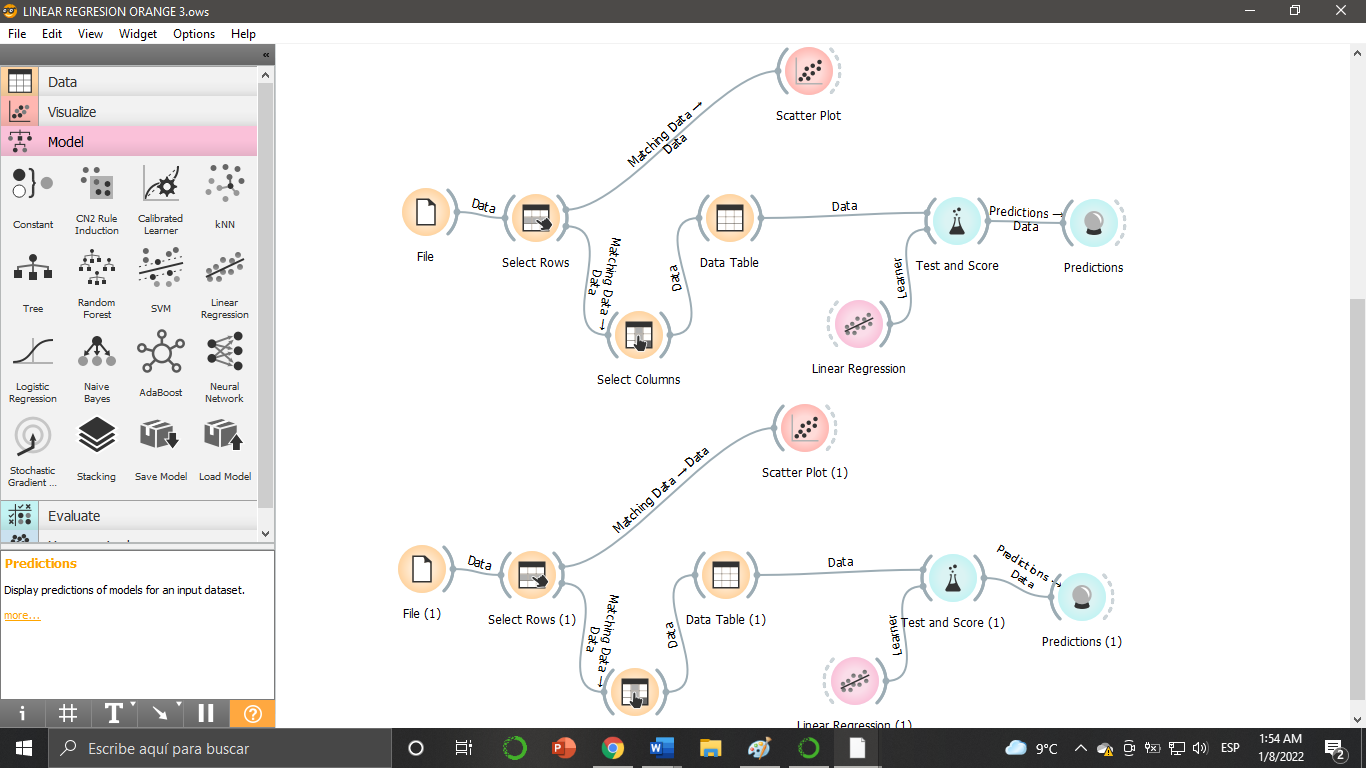 LINEAR REGRESION ORANGE 3.ows
File Edit View Widget Options Help
Data
Visualize
Model
Constant
CN2 Rule
Induction
Calibrated
Learner
kNN
Tree
Random
Forest
SVM
Linear
Regression
Logistic
Regression
Naive
Bayes
AdaBoost
Neural
Network
Stochastic
Gradient ...
Stacking
Save Model
Load Model
Evaluate
Predictions
Display predictions of models for an input dataset.
more...
Scatter Plot
Matching Data →
Data
File
Data
Select Rows
Matching Data →
Data
Select Columns
Data
Data Table
Data
Test and Score
Learner
Linear Regression
Predictions →
Data
Predictions
Scatter Plot (1)
Matching Data → Data
File (1)
Data
Select Rows (1)
Matching Data →
Data
Data
Data Table (1)
Data
Test and Score (1)
Learner
Linear Regression (1)
Predictions →
Data
Predictions (1)
Escribe aquí para buscar
9°C
ESP
1:54 AM
1/8/2022
2